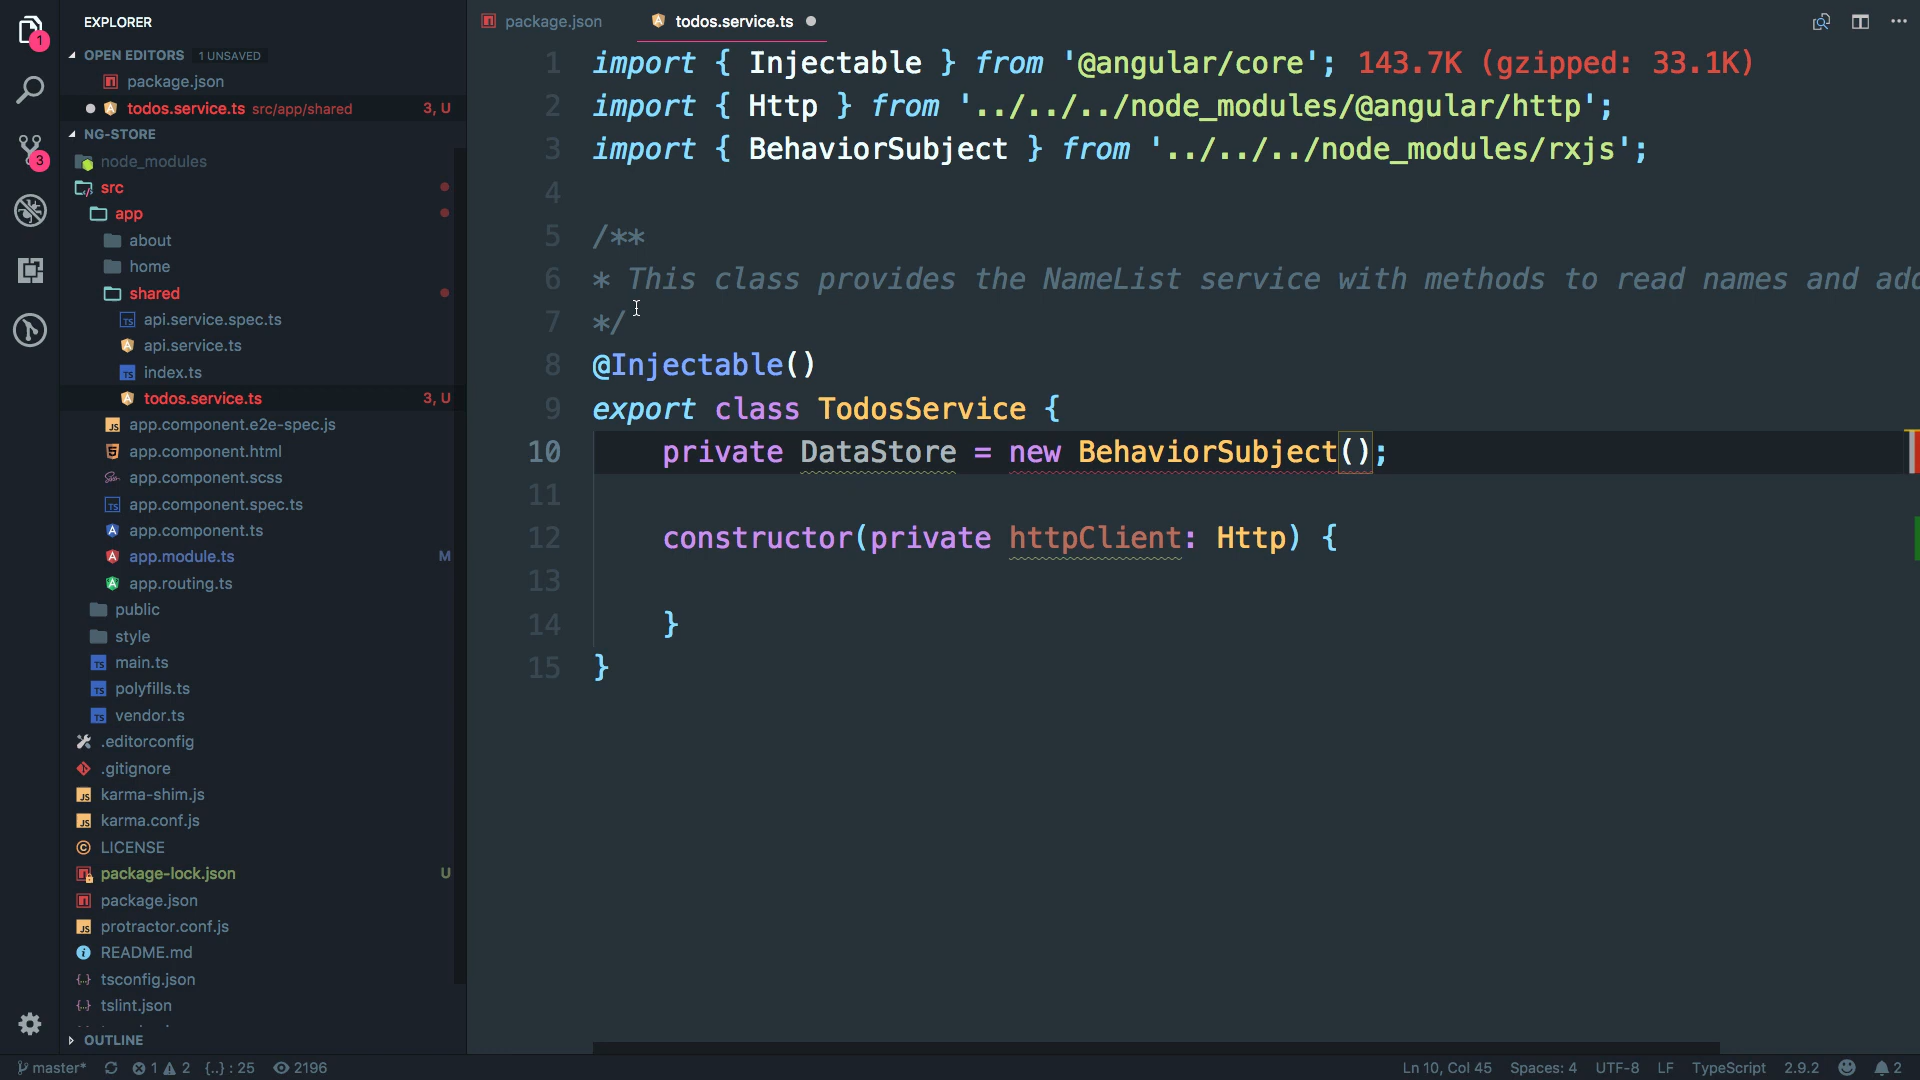 EXPLORER
OPEN EDITORS 1 UNSAVED
package.json
todos.service.ts src/app/shared 3, U
NG-STORE
node_modules
src
app
about
home
shared
api.service.spec.ts
api.service.ts
index.ts
todos.service.ts 3, U
app.component.e2e-spec.js
app.component.html
app.component.scss
app.component.spec.ts
app.component.ts
app.module.ts M
app.routing.ts
public
style
main.ts
polyfills.ts
vendor.ts
.editorconfig
.gitignore
karma-shim.js
karma.conf.js
LICENSE
package-lock.json U
package.json
protractor.conf.js
README.md
tsconfig.json
tslint.json
OUTLINE
1
3
package.json todos.service.ts
1 import { Injectable } from '@angular/core'; 143.7K (gzipped: 33.1K)
2 import { Http } from '../../../node_modules/@angular/http';
3 import { BehaviorSubject } from '../../../node_modules/rxjs';
4
5 /**
6 * This class provides the NameList service with methods to read names and add
7 */
8 @Injectable()
9 export class TodosService {
10 private DataStore = new BehaviorSubject();
11
12 constructor(private httpClient: Http) {
13
14 }
15 }
master* 1 2 {..} : 25 2196 Ln 10, Col 45 Spaces: 4 UTF-8 LF TypeScript 2.9.2 2